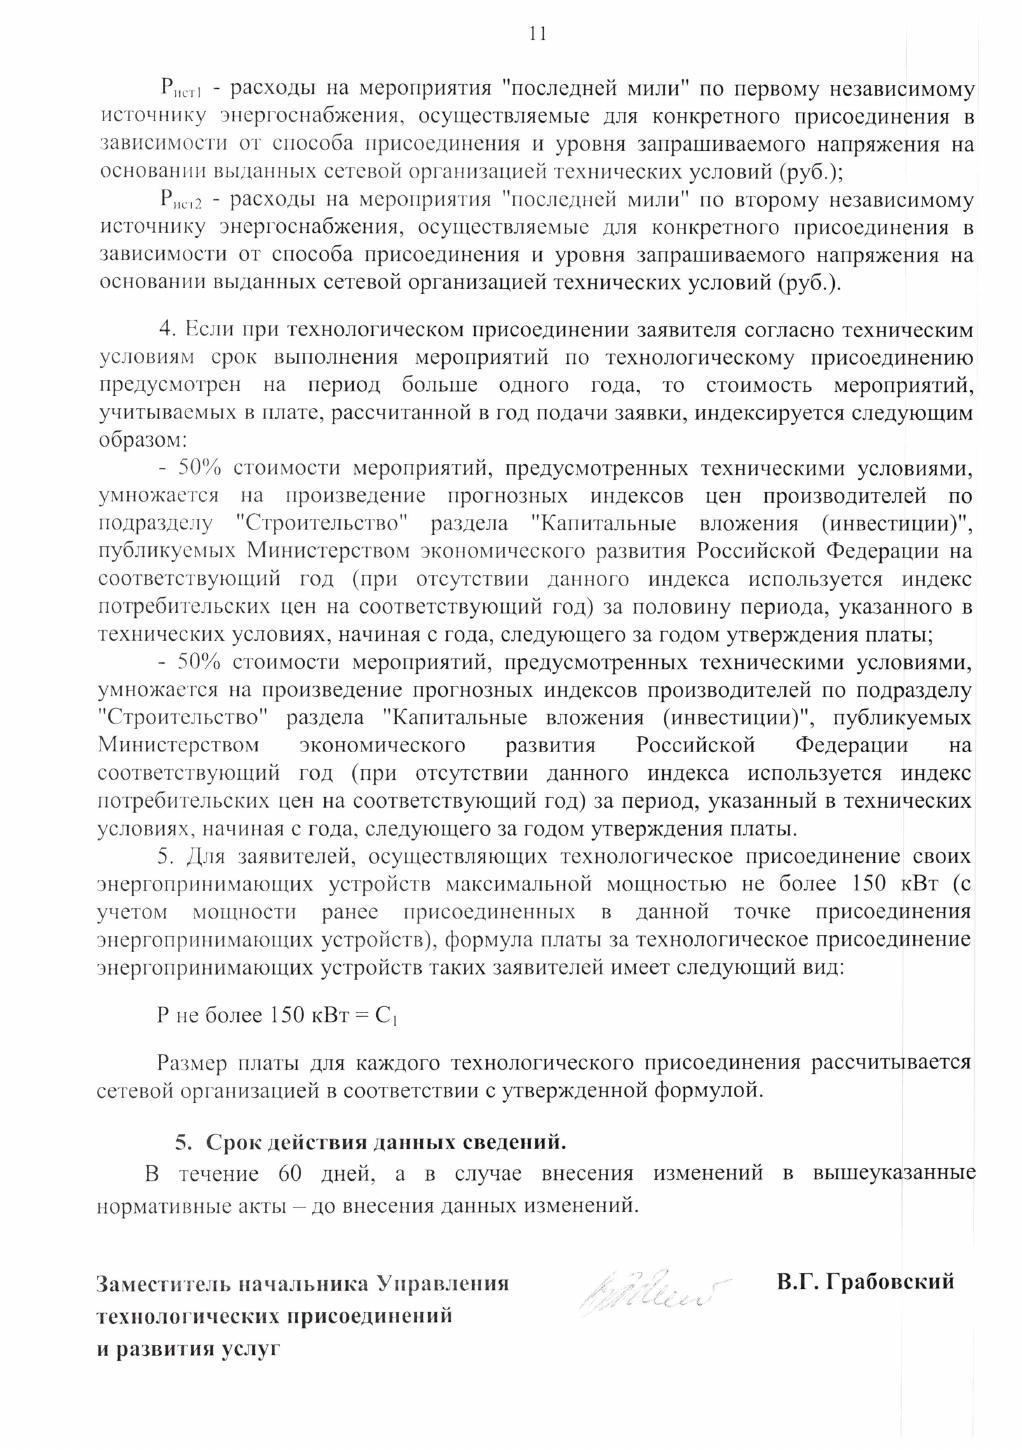 11
Рист1 - расходы на мероприятия "последней мили" по первому независимому
источнику энергоснабжения, осуществляемые для конкретного присоединения в
зависимости от способа присоединения и уровня запрашиваемого напряжения на
основании выданных сетевой организацией технических условий (руб.);
Рист2 - расходы на мероприятия "последней мили" по второму независимому
источнику энергоснабжения, осуществляемые для конкретного присоединения в
зависимости от способа присоединения и уровня запрашиваемого напряжения на
основании выданных сетевой организацией технических условий (руб.).
4. Если при технологическом присоединении заявителя согласно техническим
условиям срок выполнения мероприятий по технологическому присоединению
предусмотрен на период больше одного года, то стоимость мероприятий,
учитываемых в плате, рассчитанной в год подачи заявки, индексируется следующим
образом:
- 50% стоимости мероприятий, предусмотренных техническими условиями,
умножается на произведение прогнозных индексов цен производителей по
подразделу "Строительство" раздела "Капитальные вложения (инвестиции)",
публикуемых Министерством экономического развития Российской Федерации на
соответствующий год (при отсутствии данного индекса используется индекс
потребительских цен на соответствующий год) за половину периода, указанного в
технических условиях, начиная с года, следующего за годом утверждения платы;
- 50% стоимости мероприятий, предусмотренных техническими условиями,
умножается на произведение прогнозных индексов производителей по подразделу
"Строительство" раздела "Капитальные вложения (инвестиции)", публикуемых
Министерством экономического развития Российской Федерации на
соответствующий год (при отсутствии данного индекса используется индекс
потребительских цен на соответствующий год) за период, указанный в технических
условиях, начиная с года, следующего за годом утверждения платы.
5. Для заявителей, осуществляющих технологическое присоединение своих
энергопринимающих устройств максимальной мощностью не более 150 кВт (с
учетом мощности ранее присоединенных в данной точке присоединения
энергопринимающих устройств), формула платы за технологическое присоединение
энергопринимающих устройств таких заявителей имеет следующий вид:
Р не более 150 кВт = С1
Размер платы для каждого технологического присоединения рассчитывается
сетевой организацией в соответствии с утвержденной формулой.
5. Срок действия данных сведений.
В течение 60 дней, а в случае внесения изменений в вышеуказанные
нормативные акты – до внесения данных изменений.
Заместитель начальника Управления В.Г. Грабовский
технологических присоединений
и развития услуг